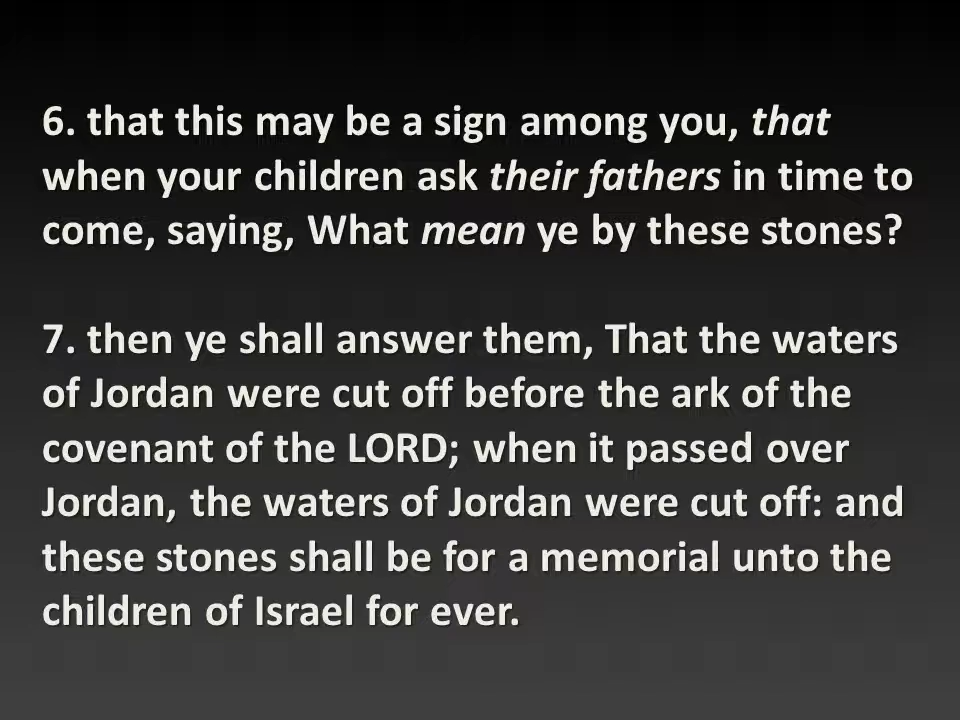 6. that this may be a sign among you, that
when your children ask their fathers in time to
come, saying, What mean ye by these stones?
7. then ye shall answer them, That the waters
of Jordan were cut off before the ark of the
covenant of the LORD; when it passed over
Jordan, the waters of Jordan were cut off: and
these stones shall be for a memorial unto the
children of Israel for ever.